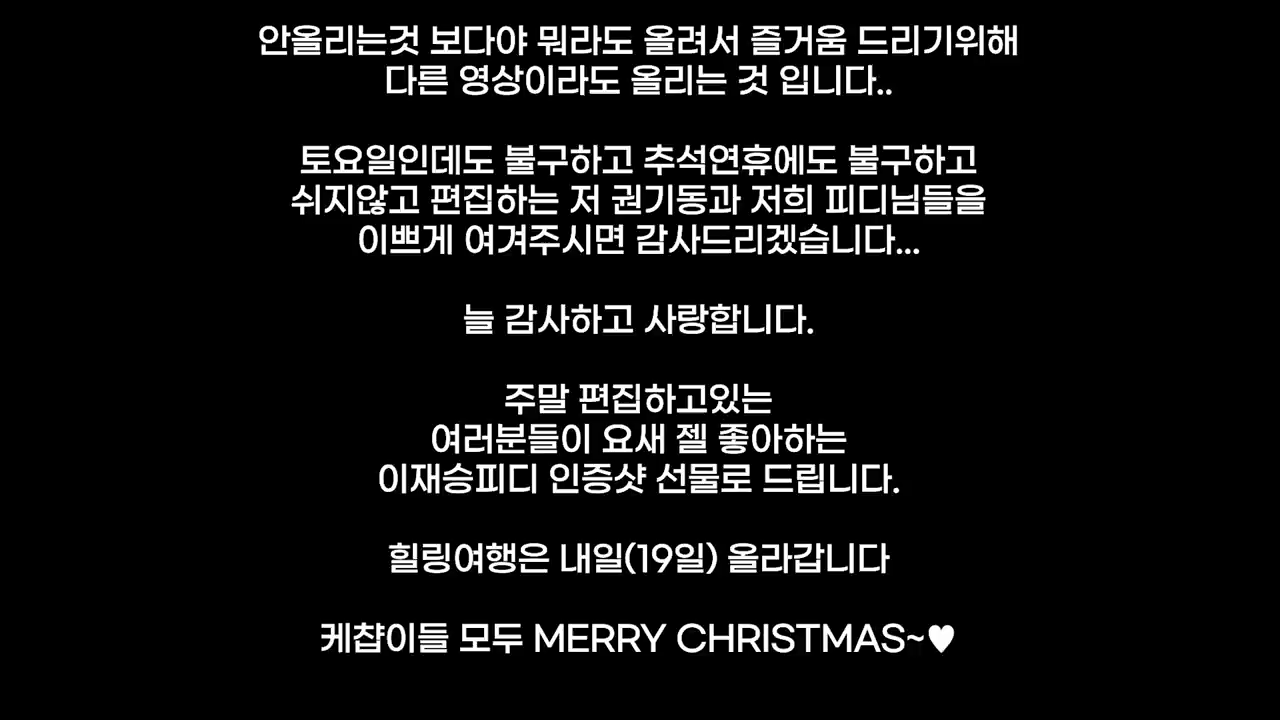 안올리는것 보다야 뭐라도 올려서 즐거움 드리기위해
다른 영상이라도 올리는 것 입니다..
토요일인데도 불구하고 추석연휴에도 불구하고
쉬지않고 편집하는 저 권기동과 저희 피디님들을
이쁘게 여겨주시면 감사드리겠습니다...
늘 감사하고 사랑합니다.
주말 편집하고있는
여러분들이 요새 젤 좋아하는
이재승피디 인증샷 선물로 드립니다.
힐링여행은 내일(19일) 올라갑니다
케챱이들 모두 MERRY CHRISTMAS~♥